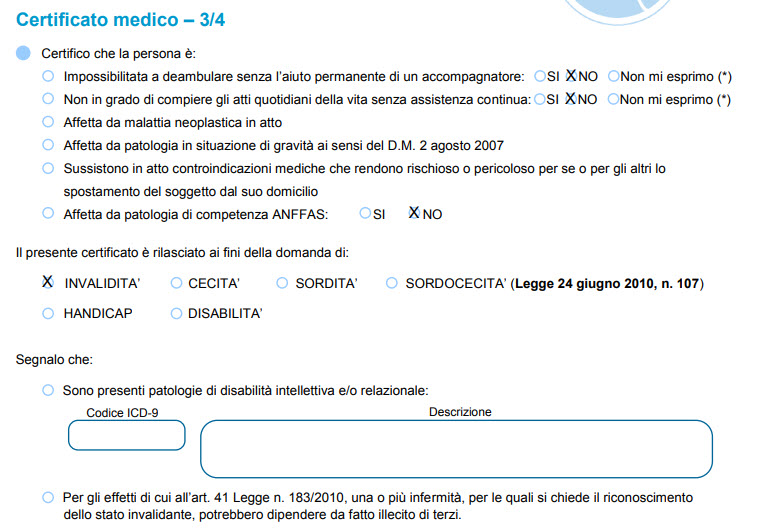 Certificato medico – 3/4
Certifico che la persona è:
Impossibilitata a deambulare senza l'aiuto permanente di un accompagnatore: SI X NO Non mi esprimo (*)
Non in grado di compiere gli atti quotidiani della vita senza assistenza continua: SI X NO Non mi esprimo (*)
Affetta da malattia neoplastica in atto
Affetta da patologia in situazione di gravità ai sensi del D.M. 2 agosto 2007
Sussistono in atto controindicazioni mediche che rendono rischioso o pericoloso per se o per gli altri lo
spostamento del soggetto dal suo domicilio
Affetta da patologia di competenza ANFFAS: SI X NO
Il presente certificato è rilasciato ai fini della domanda di:
X INVALIDITA' CECITA' SORDITA' SORDOCECITA' (Legge 24 giugno 2010, n. 107)
HANDICAP DISABILITA'
Segnalo che:
Sono presenti patologie di disabilità intellettiva e/o relazionale:
Codice ICD-9 Descrizione
Per gli effetti di cui all'art. 41 Legge n. 183/2010, una o più infermità, per le quali si chiede il riconoscimento
dello stato invalidante, potrebbero dipendere da fatto illecito di terzi.